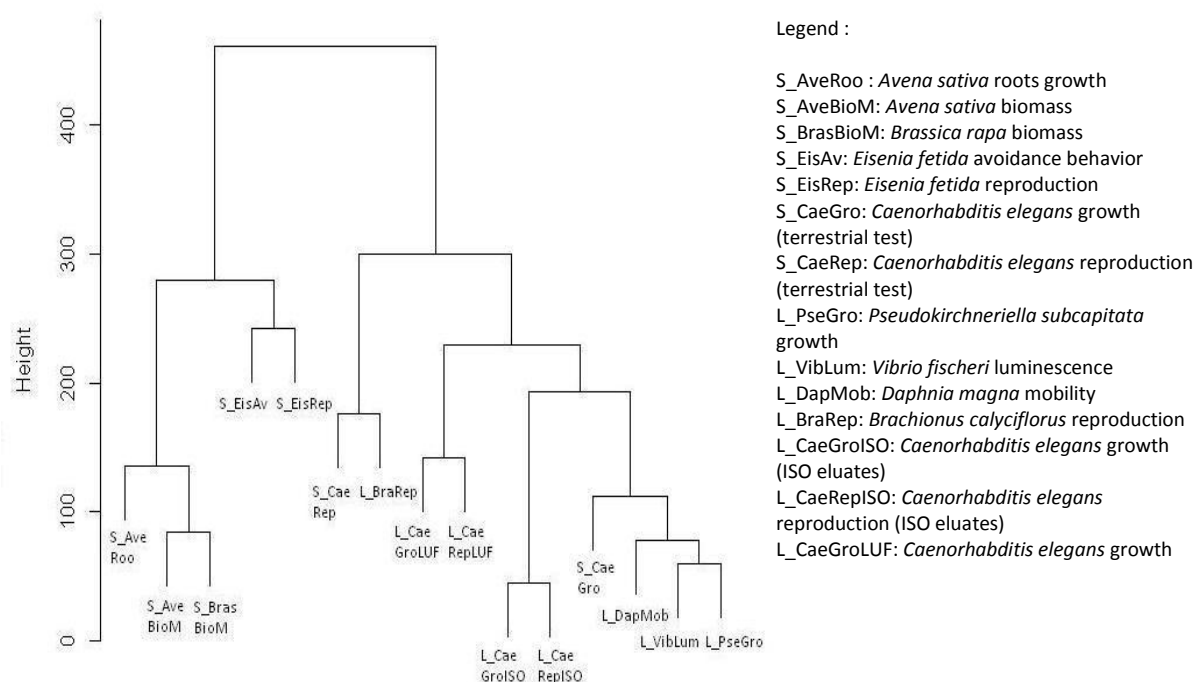 Height
400
300
200
100
0
S_EisAv S_EisRep
S_Cae
Rep
L_BraRep
S_Ave
Roo
L_Cae
GroLUF
L_Cae
RepLUF
S_Cae
Gro
S_Ave
BioM
S_Bras
BioM
L_DapMob
L_VibLum L_PseGro
L_Cae
GroISO
L_Cae
RepISO
Legend :
S_AveRoo : Avena sativa roots growth
S_AveBioM: Avena sativa biomass
S_BrasBioM: Brassica rapa biomass
S_EisAv: Eisenia fetida avoidance behavior
S_EisRep: Eisenia fetida reproduction
S_CaeGro: Caenorhabditis elegans growth
(terrestrial test)
S_CaeRep: Caenorhabditis elegans reproduction
(terrestrial test)
L_PseGro: Pseudokirchneriella subcapitata
growth
L_VibLum: Vibrio fischeri luminescence
L_DapMob: Daphnia magna mobility
L_BraRep: Brachionus calyciflorus reproduction
L_CaeGroISO: Caenorhabditis elegans growth
(ISO eluates)
L_CaeRepISO: Caenorhabditis elegans
reproduction (ISO eluates)
L_CaeGroLUF: Caenorhabditis elegans growth